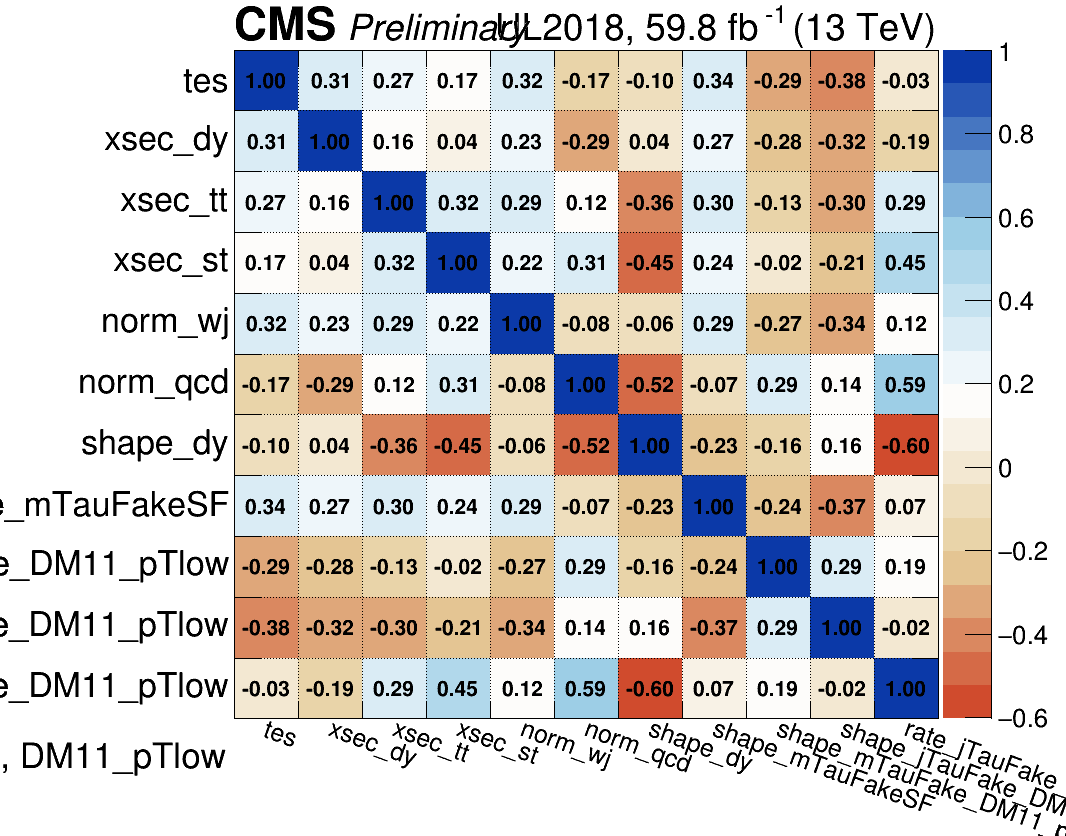 CMS Preliminary UL2018, 59.8 fb -1 (13 TeV)
tes 1.00 0.31 0.27 0.17 0.32 -0.17 -0.10 0.34 -0.29 -0.38 -0.03
xsec_dy 0.31 1.00 0.16 0.04 0.23 -0.29 0.04 0.27 -0.28 -0.32 -0.19
xsec_tt 0.27 0.16 1.00 0.32 0.29 0.12 -0.36 0.30 -0.13 -0.30 0.29
xsec_st 0.17 0.04 0.32 1.00 0.22 0.31 -0.45 0.24 -0.02 -0.21 0.45
norm_wj 0.32 0.23 0.29 0.22 1.00 -0.08 -0.06 0.29 -0.27 -0.34 0.12
norm_qcd -0.17 -0.29 0.12 0.31 -0.08 1.00 -0.52 -0.07 0.29 0.14 0.59
shape_dy -0.10 0.04 -0.36 -0.45 -0.06 -0.52 1.00 -0.23 -0.16 0.16 -0.60
e_mTauFakeSF 0.34 0.27 0.30 0.24 0.29 -0.07 -0.23 1.00 -0.24 -0.37 0.07
e_DM11_pTlow -0.29 -0.28 -0.13 -0.02 -0.27 0.29 -0.16 -0.24 1.00 0.29 0.19
e_DM11_pTlow -0.38 -0.32 -0.30 -0.21 -0.34 0.14 0.16 -0.37 0.29 1.00 -0.02
e_DM11_pTlow -0.03 -0.19 0.29 0.45 0.12 0.59 -0.60 0.07 0.19 -0.02 1.00
, DM11_pTlow
tes
xsec_dy
xsec_tt
xsec_st
norm_wj
norm_qcd
shape_dy
shape_mTauFakeSF
shape_mTauFake_DM11_p
shape_jTauFake_DM
rate_jTauFake_
1
0.8
0.6
0.4
0.2
0
−0.2
−0.4
−0.6